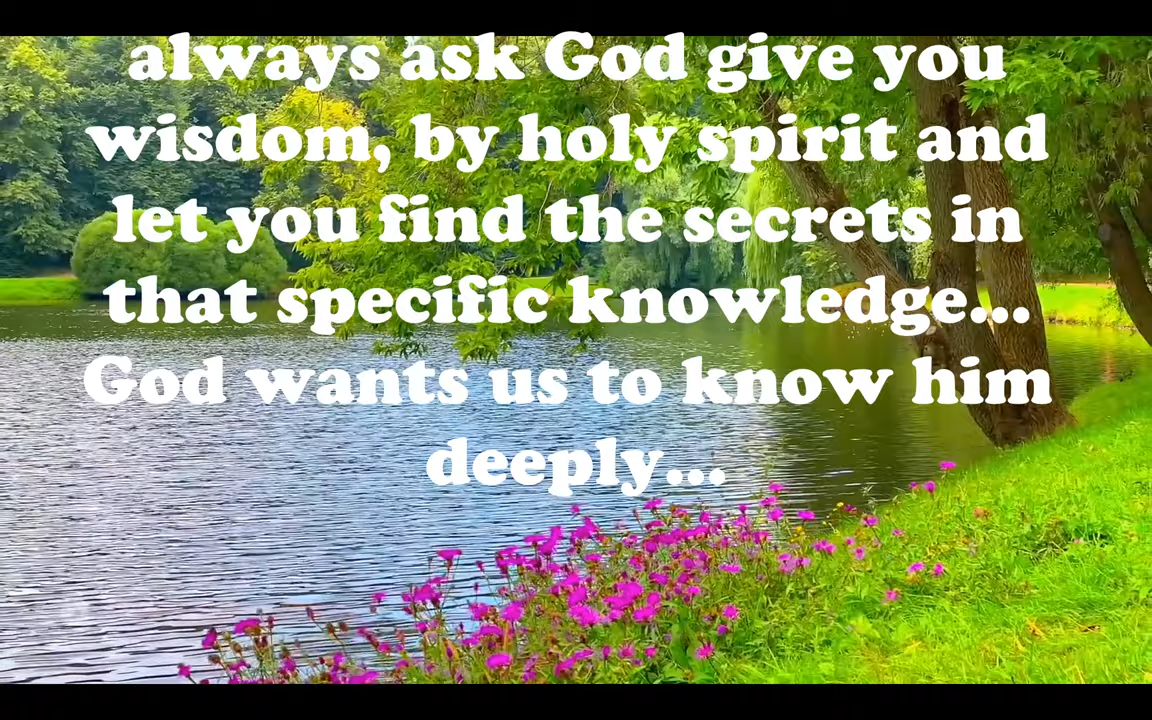 always ask God give you
wisdom, by holy spirit and
let you find the secrets in
that specific knowledge...
God wants us to know him
deeply...